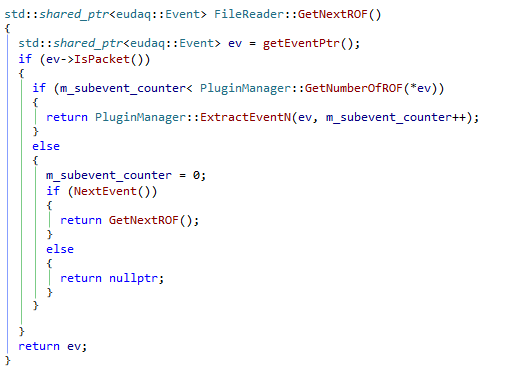 std::shared_ptr<eudaq::Event> FileReader::GetNextROF()
{
  std::shared_ptr<eudaq::Event> ev = getEventPtr();
  if (ev->IsPacket())
  {
    if (m_subevent_counter< PluginManager::GetNumberOfROF(*ev))
    {
      return PluginManager::ExtractEventN(ev, m_subevent_counter++);
    }
    else
    {
      m_subevent_counter = 0;
      if (NextEvent())
      {
        return GetNextROF();
      }
      else
      {
        return nullptr;
      }
    }

  }
  return ev;
}